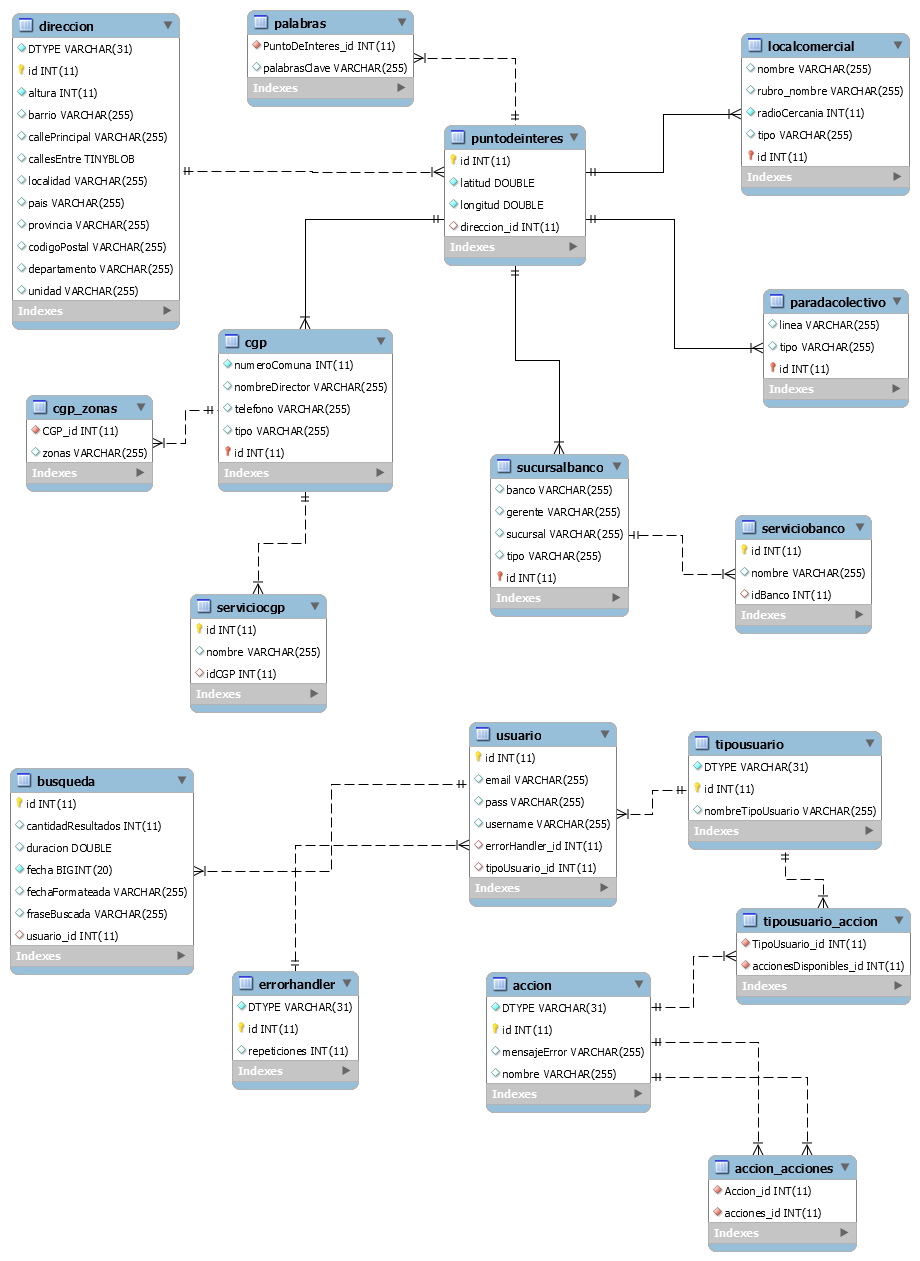 direccion
DTYPE VARCHAR(31)
id INT(11)
altura INT(11)
barrio VARCHAR(255)
callePrincipal VARCHAR(255)
callesEntre TINYBLOB
localidad VARCHAR(255)
pais VARCHAR(255)
provincia VARCHAR(255)
codigoPostal VARCHAR(255)
departamento VARCHAR(255)
unidad VARCHAR(255)
Indexes
palabras
PuntoDeInteres_id INT(11)
palabrasClave VARCHAR(255)
Indexes
localcomercial
nombre VARCHAR(255)
rubro_nombre VARCHAR(255)
radioCercania INT(11)
tipo VARCHAR(255)
id INT(11)
Indexes
puntodeinteres
id INT(11)
latitud DOUBLE
longitud DOUBLE
direccion_id INT(11)
Indexes
paradacolectivo
linea VARCHAR(255)
tipo VARCHAR(255)
id INT(11)
Indexes
cgp
numeroComuna INT(11)
nombreDirector VARCHAR(255)
telefono VARCHAR(255)
tipo VARCHAR(255)
id INT(11)
Indexes
cgp_zonas
CGP_id INT(11)
zonas VARCHAR(255)
Indexes
sucursalbanco
banco VARCHAR(255)
gerente VARCHAR(255)
sucursal VARCHAR(255)
tipo VARCHAR(255)
id INT(11)
Indexes
serviciobanco
id INT(11)
nombre VARCHAR(255)
idBanco INT(11)
Indexes
serviciocgp
id INT(11)
nombre VARCHAR(255)
idCGP INT(11)
Indexes
usuario
id INT(11)
email VARCHAR(255)
pass VARCHAR(255)
username VARCHAR(255)
errorHandler_id INT(11)
tipoUsuario_id INT(11)
Indexes
tipousuario
DTYPE VARCHAR(31)
id INT(11)
nombreTipoUsuario VARCHAR(255)
Indexes
busqueda
id INT(11)
cantidadResultados INT(11)
duracion DOUBLE
fecha BIGINT(20)
fechaFormateada VARCHAR(255)
fraseBuscada VARCHAR(255)
usuario_id INT(11)
Indexes
tipousuario_accion
TipoUsuario_id INT(11)
accionesDisponibles_id INT(11)
Indexes
errorhandler
DTYPE VARCHAR(31)
id INT(11)
repeticiones INT(11)
Indexes
accion
DTYPE VARCHAR(31)
id INT(11)
mensajeError VARCHAR(255)
nombre VARCHAR(255)
Indexes
accion_acciones
Accion_id INT(11)
acciones_id INT(11)
Indexes